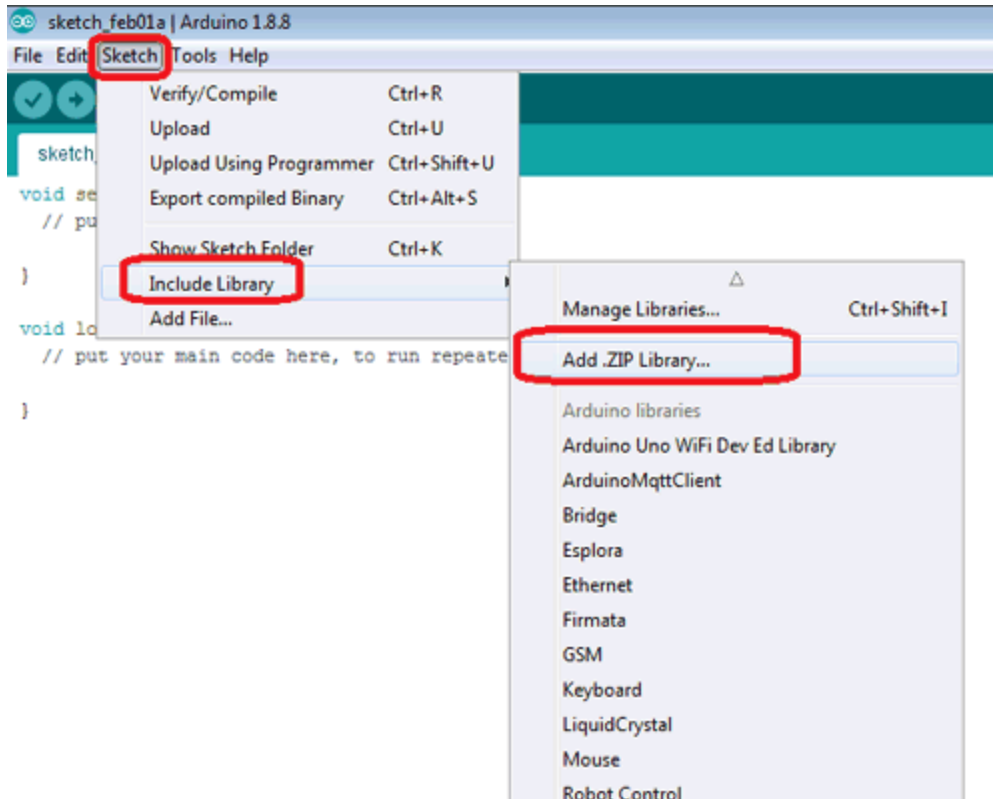 sketch_feb01a | Arduino 1.8.8
File Edit Sketch Tools Help
Verify/Compile Ctrl+R
Upload Ctrl+U
sketch_
Upload Using Programmer Ctrl+Shift+U
void se
Export compiled Binary Ctrl+Alt+S
// pu
Show Sketch Folder Ctrl+K
}
Include Library
Add File...
void lo
// put your main code here, to run repeate
}
Manage Libraries... Ctrl+Shift+I
Add .ZIP Library...
Arduino libraries
Arduino Uno WiFi Dev Ed Library
ArduinoMqttClient
Bridge
Esplora
Ethernet
Firmata
GSM
Keyboard
LiquidCrystal
Mouse
Robot Control